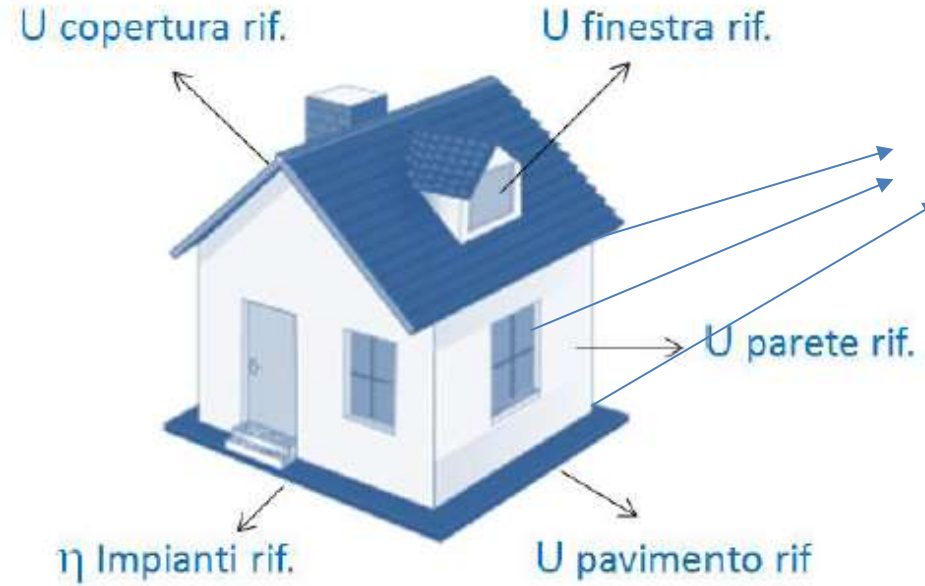 U copertura rif.
U finestra rif.
U parete rif.
η Impianti rif.
U pavimento rif